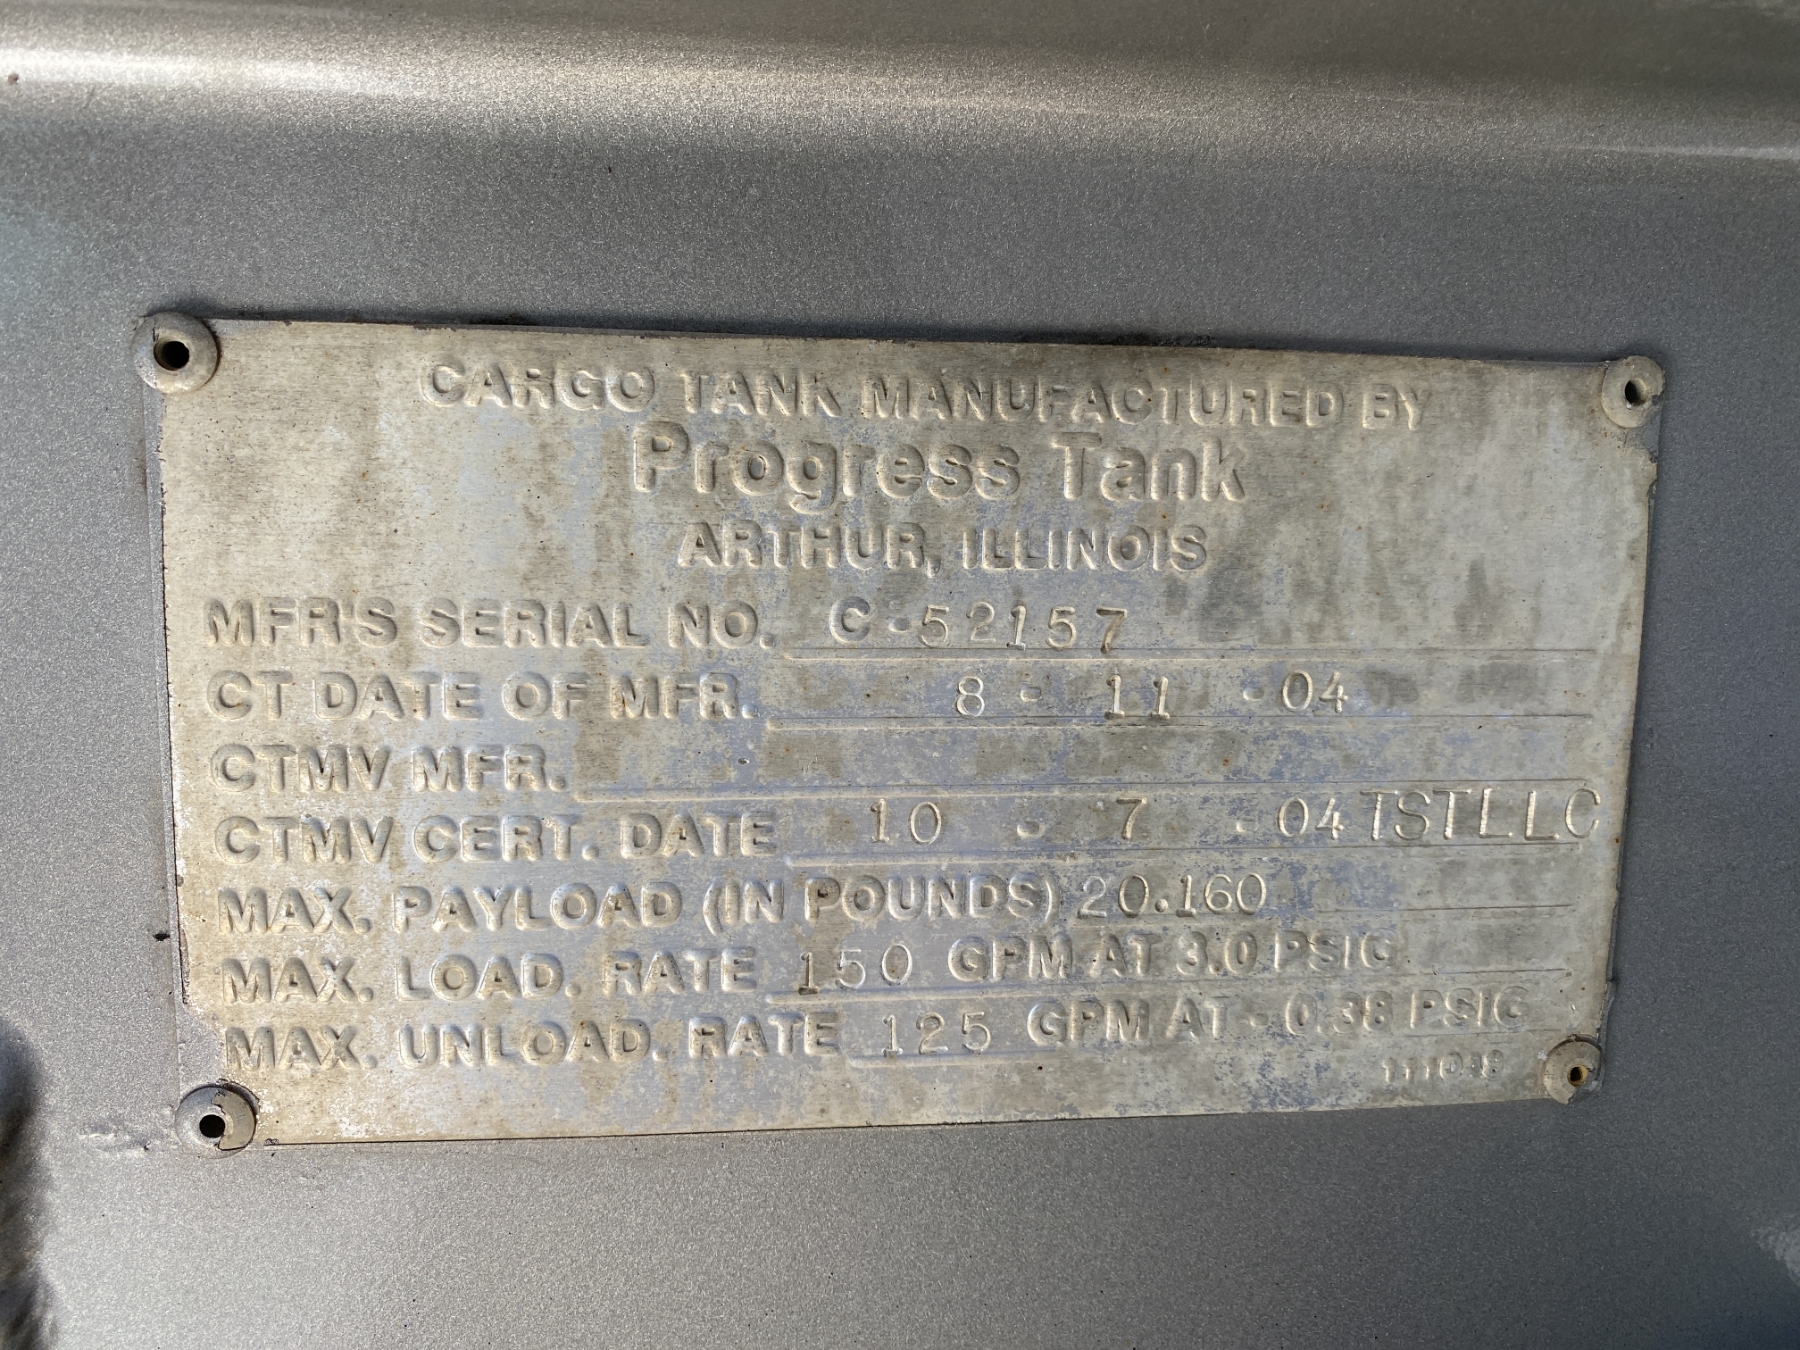 CARGO TANK MANUFACTURED BY
Progress Tank
ARTHUR, ILLINOIS
MFR'S SERIAL NO. C-52157
CT DATE OF MFR. 8 - 11 - 04
CTMV MFR.
CTMV CERT. DATE 10 - 7 - 04 TSTLLC
MAX. PAYLOAD (IN POUNDS) 20.160
MAX. LOAD. RATE 150 GPM AT 3.0 PSIG
MAX. UNLOAD. RATE 125 GPM AT - 0.38 PSIG